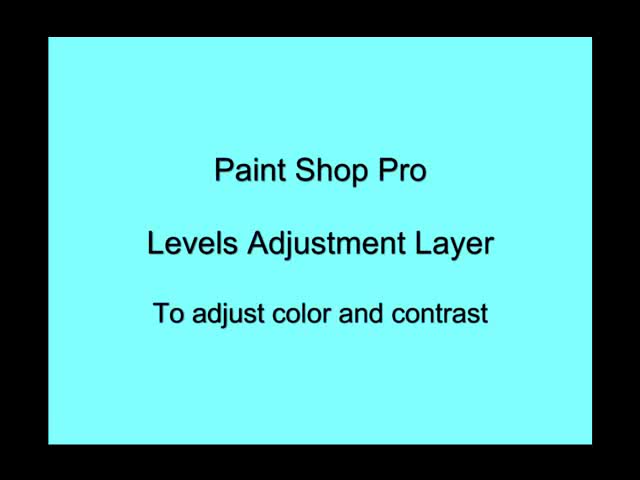 Paint Shop Pro
Levels Adjustment Layer
To adjust color and contrast